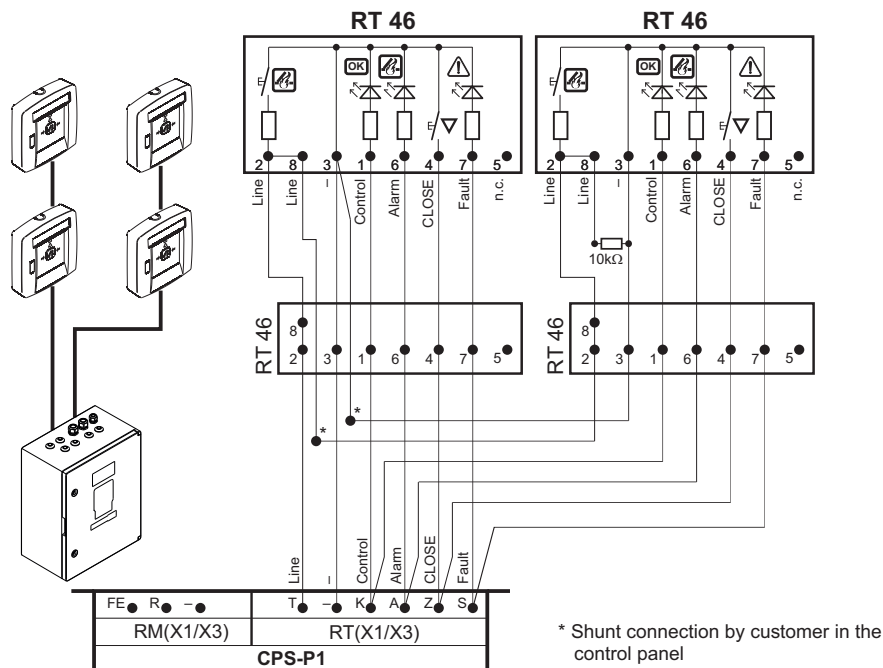 RT 46
RT 46
OK
OK
2 8 3 1 6 4 7 5
2 8 3 1 6 4 7 5
Line Line – Control Alarm CLOSE Fault n.c.
Line Line – Control Alarm CLOSE Fault n.c.
10kΩ
RT 46
8
2 3 1 6 4 7 5
RT 46
8
2 3 1 6 4 7 5
*
*
Line – Control Alarm CLOSE Fault
FE R – T – K A Z S
RM(X1/X3) RT(X1/X3)
CPS-P1
* Shunt connection by customer in the
control panel